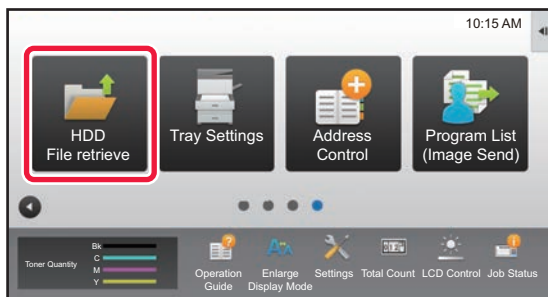 10:15 AM
HDD
File retrieve
Tray Settings
Address
Control
Program List
(Image Send)
Toner Quantity
Bk
C
M
Y
Operation
Guide
Enlarge
Display Mode
Settings
Total Count
LCD Control
Job Status